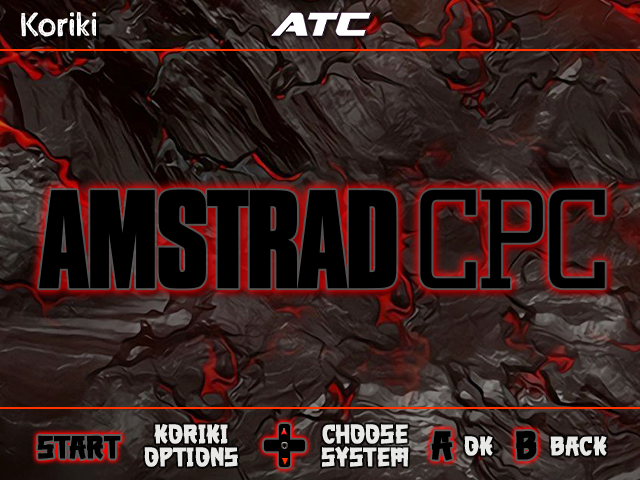 Koriki
ATC
AMSTRAD CPC
START
KORIKI
OPTIONS
CHOOSE
SYSTEM
A OK
B BACK